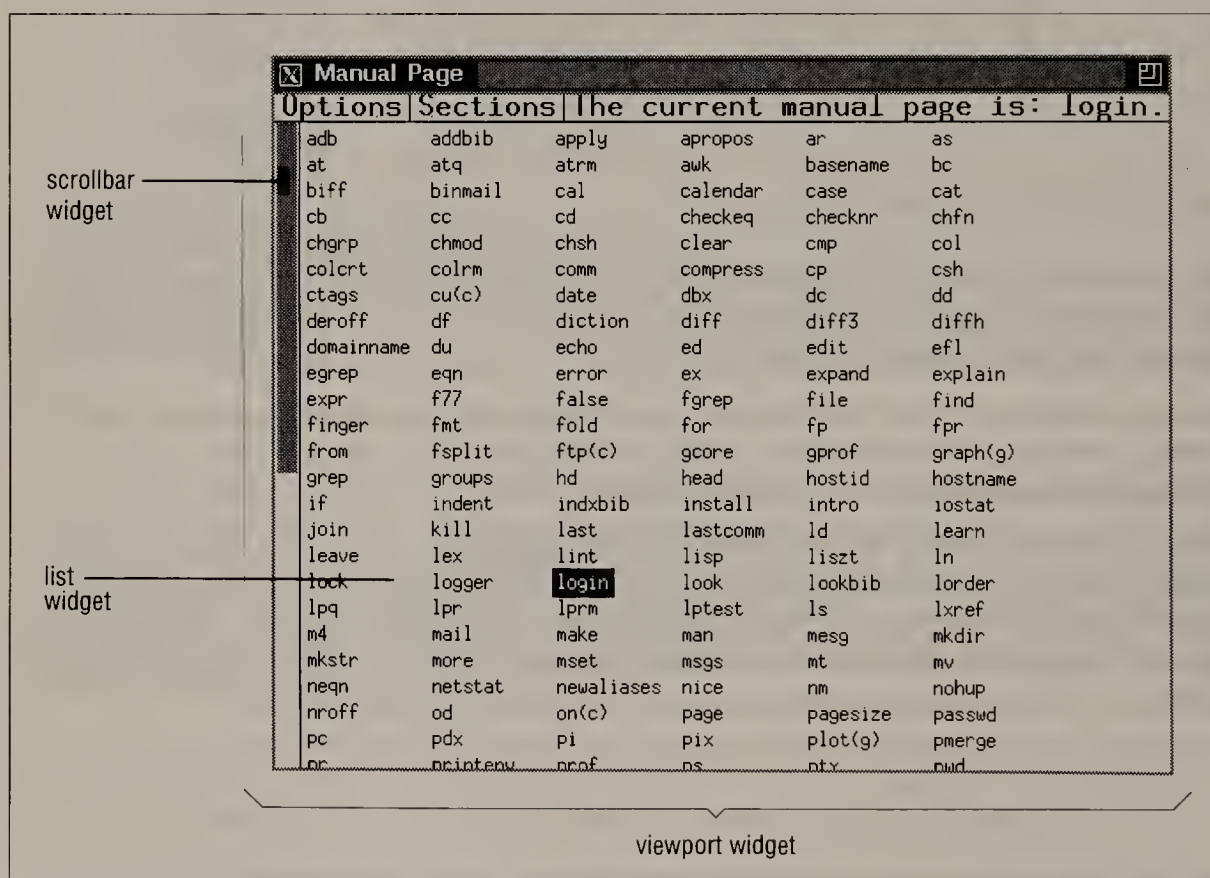 Manual Page
Options Sections The current manual page is: login.
adb addbib apply apropos ar as
at atq atrm awk basename bc
biff binmail cal calendar case cat
cb cc cd checkeq checknr chfn
chgrp chmod chsh clear cmp col
colcrt colrm comm compress cp csh
ctags cu(c) date dbx dc dd
deroff df diction diff diff3 diffh
domainname du echo ed edit efl
egrep eqn error ex expand explain
expr f77 false fgrep file find
finger fmt fold for fp fpr
from fsplit ftp(c) gcore gprof graph(g)
grep groups hd head hostid hostname
if indent indxbib install intro iostat
join kill last lastcomm ld learn
leave lex lint lisp liszt ln
lock logger login look lookbib lorder
lpq lpr lprm lptest ls lxref
m4 mail make man mesg mkdir
mkstr more mset msgs mt mv
neqn netstat newaliases nice nm nohup
nroff od on(c) page pagesize passwd
pc pdx pi pix plot(g) pmerge
pr printenv prof ps ptx pwd
scrollbar
widget
list
widget
viewport widget